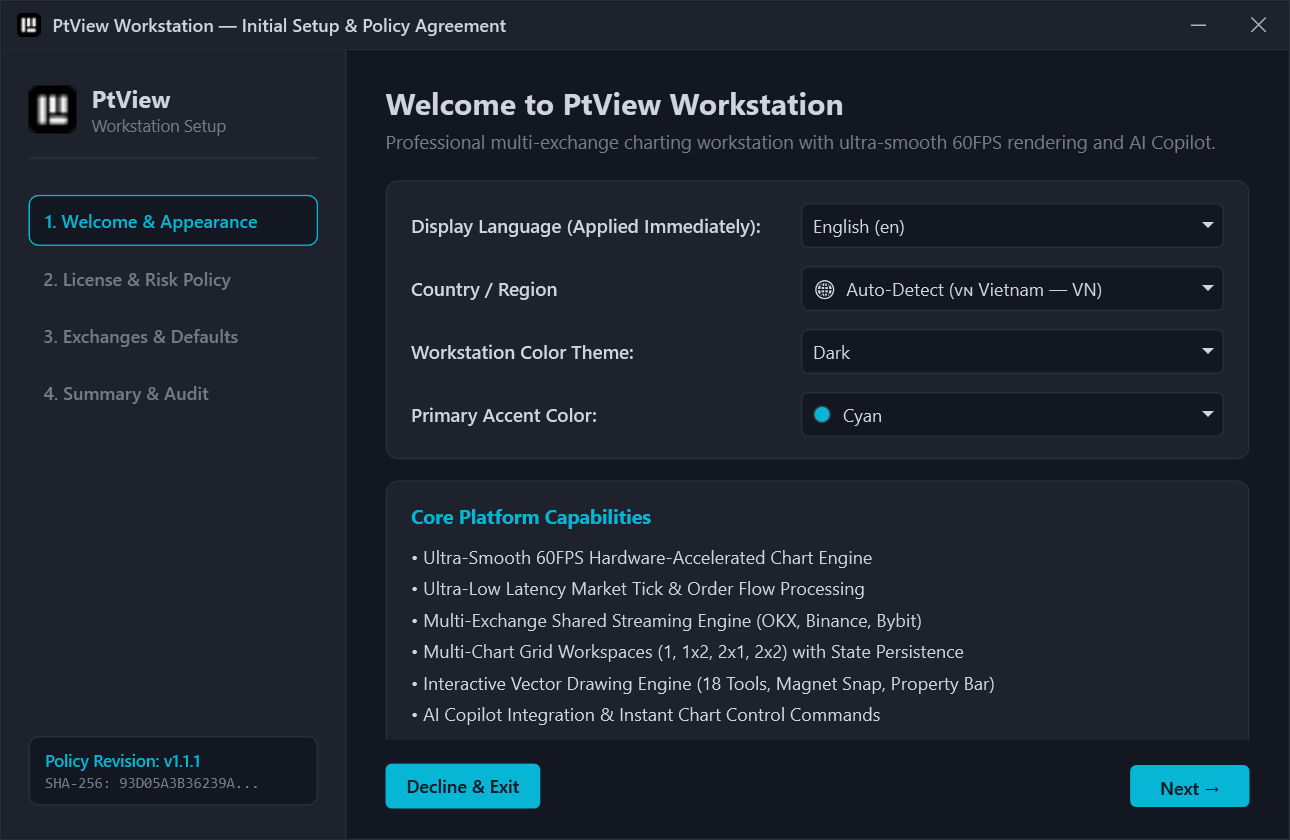 PtView Workstation — Initial Setup & Policy Agreement
PtView
Workstation Setup
1. Welcome & Appearance
2. License & Risk Policy
3. Exchanges & Defaults
4. Summary & Audit
Policy Revision: v1.1.1
SHA-256: 93D05A3B36239A...
Welcome to PtView Workstation
Professional multi-exchange charting workstation with ultra-smooth 60FPS rendering and AI Copilot.
Display Language (Applied Immediately): English (en)
Country / Region Auto-Detect (ᴠɴ Vietnam — VN)
Workstation Color Theme: Dark
Primary Accent Color: Cyan
Core Platform Capabilities
• Ultra-Smooth 60FPS Hardware-Accelerated Chart Engine
• Ultra-Low Latency Market Tick & Order Flow Processing
• Multi-Exchange Shared Streaming Engine (OKX, Binance, Bybit)
• Multi-Chart Grid Workspaces (1, 1x2, 2x1, 2x2) with State Persistence
• Interactive Vector Drawing Engine (18 Tools, Magnet Snap, Property Bar)
• AI Copilot Integration & Instant Chart Control Commands
Decline & Exit
Next →